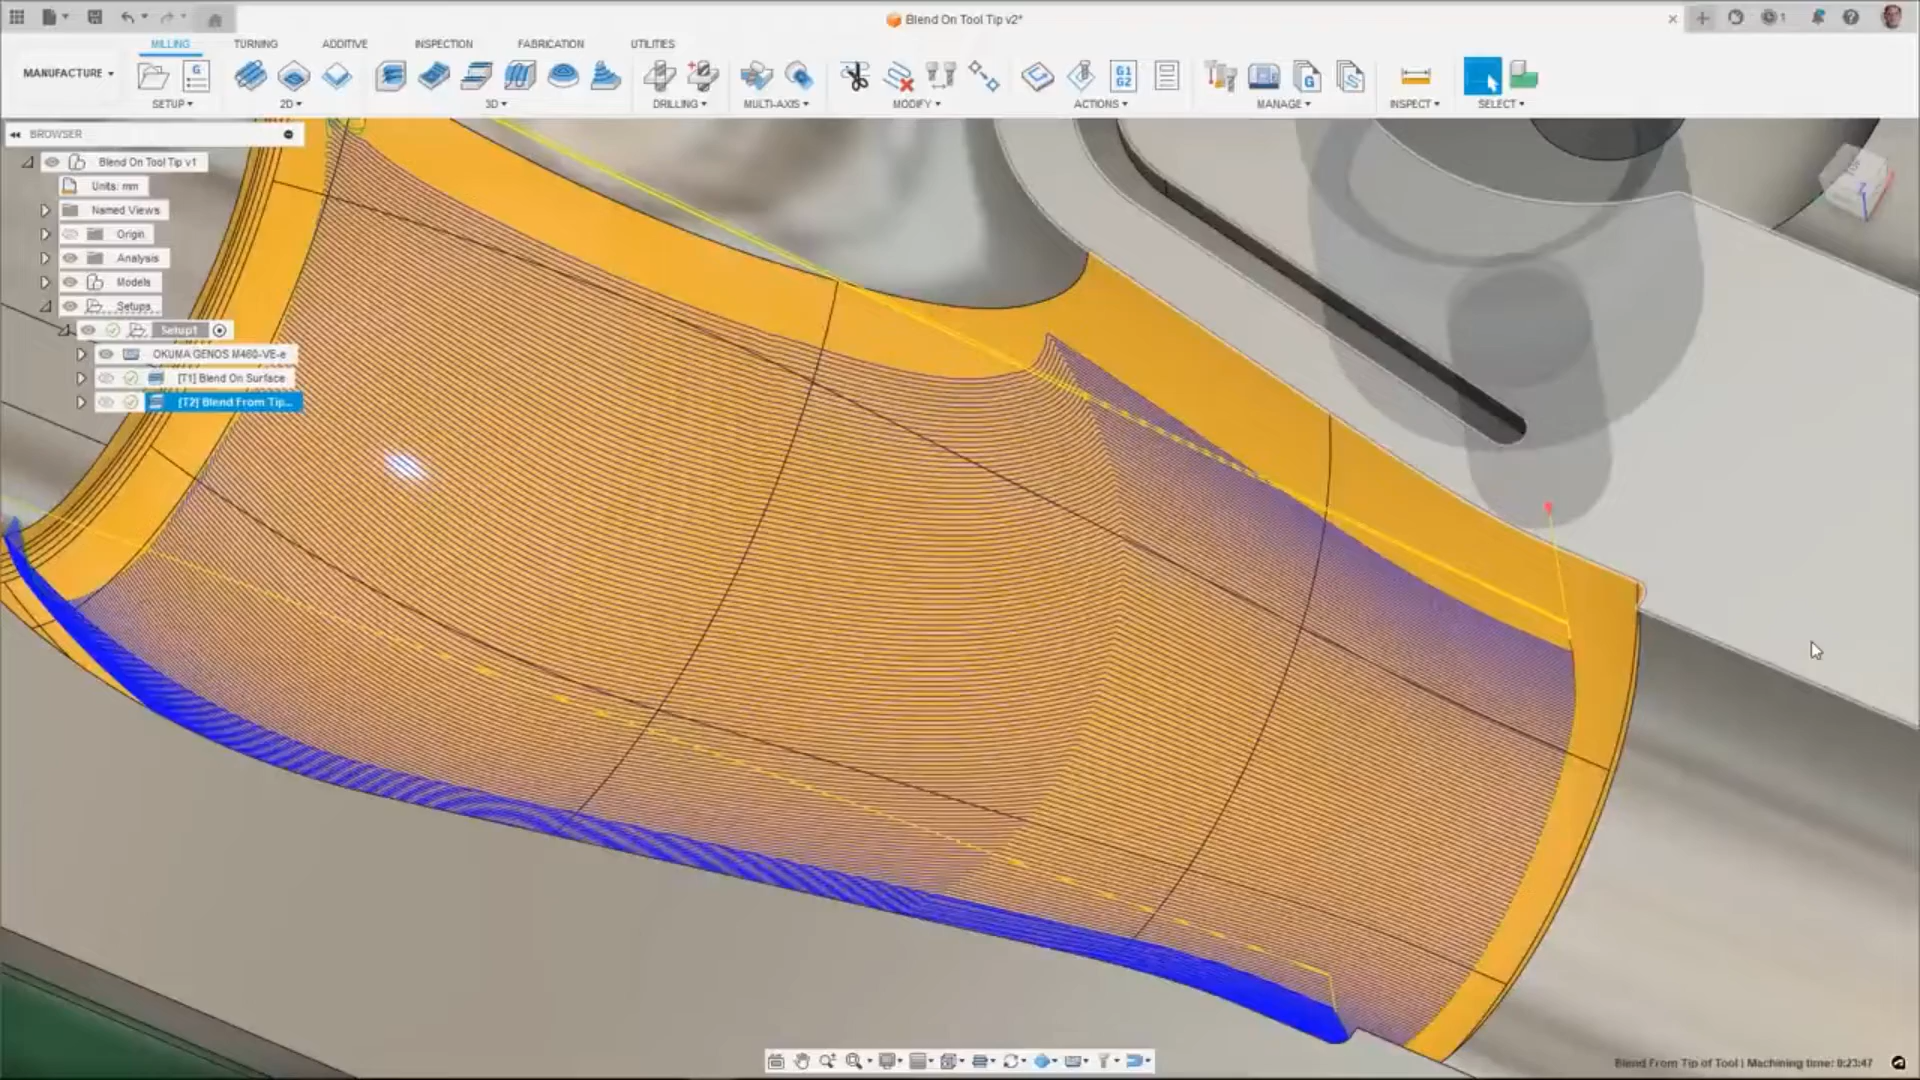 Blend On Tool Tip v2*
1
MILLING TURNING ADDITIVE INSPECTION FABRICATION UTILITIES
MANUFACTURE
G
G1
G2
G
SETUP 2D 3D DRILLING MULTI-AXIS MODIFY ACTIONS MANAGE INSPECT SELECT
BROWSER
Blend On Tool Tip v1
Units: mm
Named Views
Origin
Analysis
Models
Setups
Setup1
OKUMA GENOS M460-VE-e
[T1] Blend On Surface
[T2] Blend From Tip...
Z
Blend From Tip of Tool | Machining time: 0:23:47